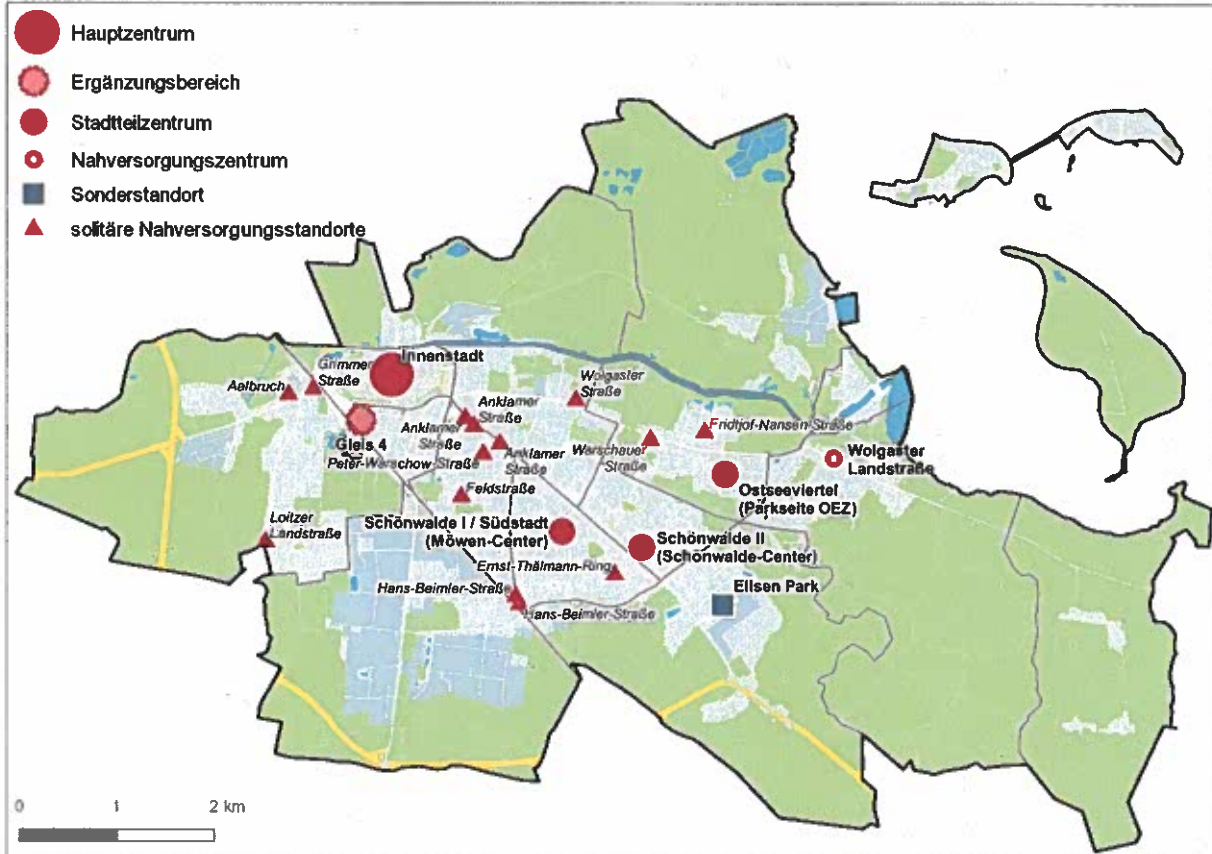 Hauptzentrum
Ergänzungsbereich
Stadtteilzentrum
Nahversorgungszentrum
Sonderstandort
solitäre Nahversorgungsstandorte
Innenstadt
Grimmer
Straße
Aalbruch
Wolgaster
Straße
Anklamer
Straße
Anklamer
Straße
Fridtjof-Nansen-Straße
Gleis 4
Peter-Warschow-Straße
Anklamer
Straße
Warschauer
Straße
Wolgaster
Landstraße
Feldstraße
Ostseeviertel
(Parkseite OEZ)
Loitzer
Landstraße
Schönwalde I / Südstadt
(Möwen-Center)
Schönwalde II
(Schönwalde-Center)
Ernst-Thälmann-Ring
Elisen Park
Hans-Beimler-Straße
Hans-Beimler-Straße
0 1 2 km